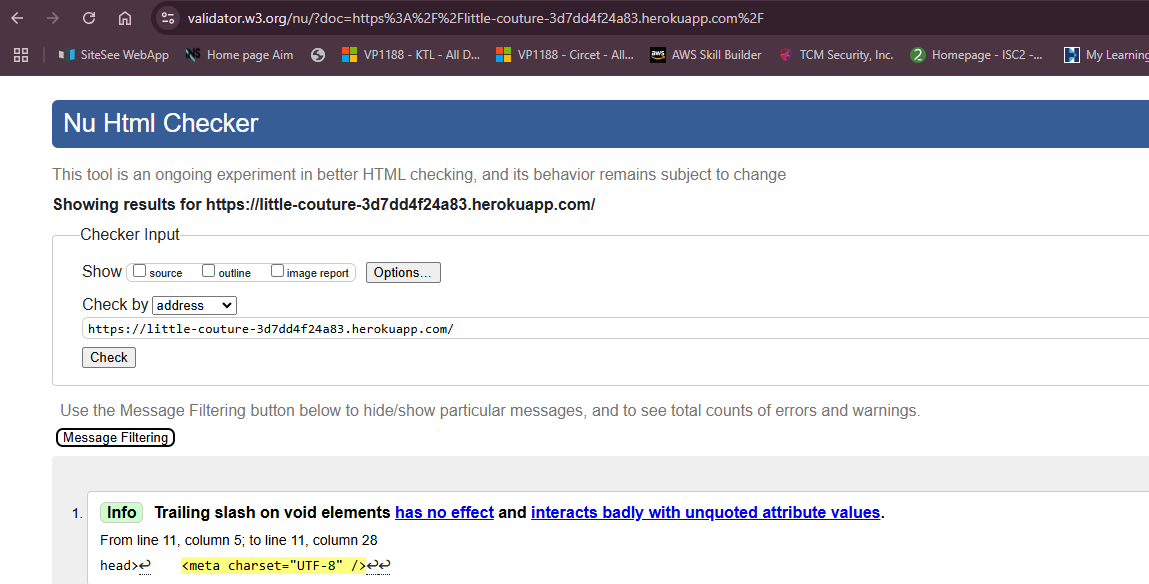 validator.w3.org/nu/?doc=https%3A%2F%2Flittle-couture-3d7dd4f24a83.herokuapp.com%2F
SiteSee WebApp Home page Aim VP1188 - KTL - All D... VP1188 - Circet - All... aws AWS Skill Builder TCM Security, Inc. 2 Homepage - ISC2 -... My Learning
Nu Html Checker
This tool is an ongoing experiment in better HTML checking, and its behavior remains subject to change
Showing results for https://little-couture-3d7dd4f24a83.herokuapp.com/
Checker Input
Show source outline image report Options...
Check by address
https://little-couture-3d7dd4f24a83.herokuapp.com/
Check
Use the Message Filtering button below to hide/show particular messages, and to see total counts of errors and warnings.
Message Filtering
1. Info Trailing slash on void elements has no effect and interacts badly with unquoted attribute values.
From line 11, column 5; to line 11, column 28
head>↩ <meta charset="UTF-8" />↩↩